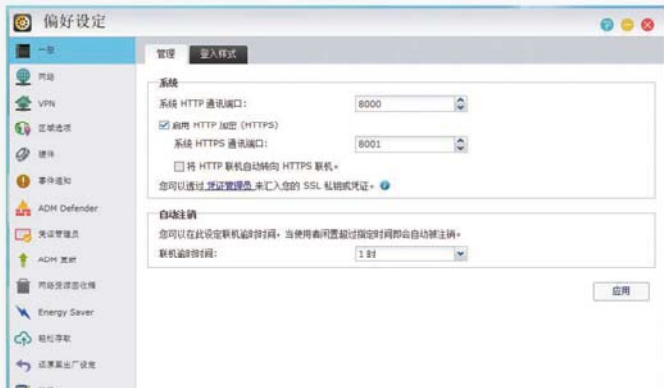 偏好设定
一般
网络
VPN
区域选项
硬件
事件通知
ADM Defender
凭证管理员
ADM 更新
网络资源回收桶
Energy Saver
轻松存取
还原至出厂设定
管理
登入样式
系统
系统 HTTP 通讯端口：
8000
启用 HTTP 加密 (HTTPS)
系统 HTTPS 通讯端口：
8001
将 HTTP 联机自动转向 HTTPS 联机。
您可以透过 凭证管理员 来汇入您的 SSL 私钥或凭证。
自动注销
您可以在此设定联机逾时时间，当使用者闲置超过指定时间即会自动被注销。
联机逾时时间：
1 时
应用